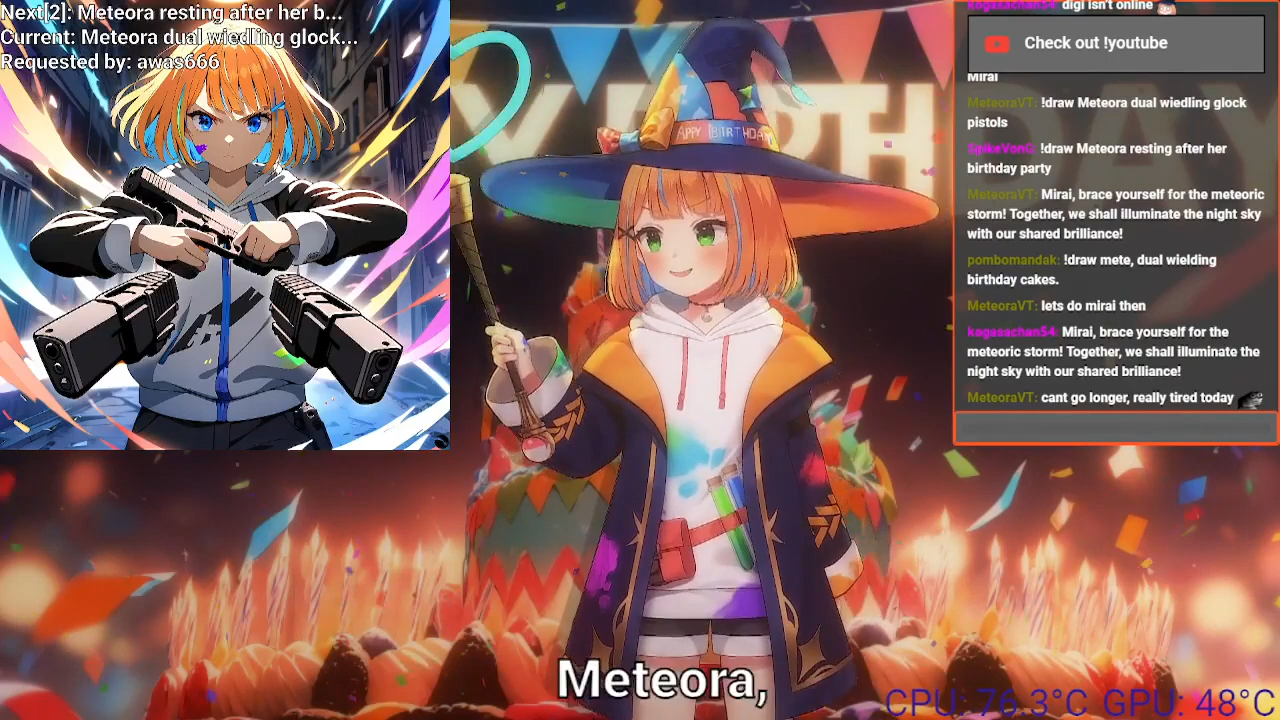 Next[2]: Meteora resting after her b...
Current: Meteora dual wiedling glock...
Requested by: awas666
APPY BIRTHDA
kogasachan54: digi isn't online
Check out !youtube
Mirai
MeteoraVT: !draw Meteora dual wiedling glock
pistols
SpikeVonG: !draw Meteora resting after her
birthday party
MeteoraVT: Mirai, brace yourself for the meteoric
storm! Together, we shall illuminate the night sky
with our shared brilliance!
pombomandak: !draw mete, dual wielding
birthday cakes.
MeteoraVT: lets do mirai then
kogasachan54: Mirai, brace yourself for the
meteoric storm! Together, we shall illuminate the
night sky with our shared brilliance!
MeteoraVT: cant go longer, really tired today
Meteora,
CPU: 76.3°C GPU: 48°C